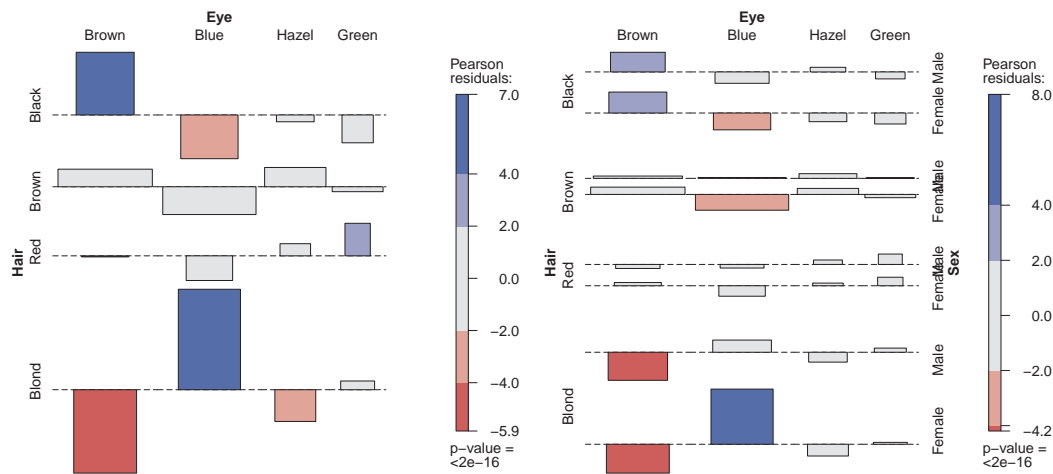 Eye
Brown Blue Hazel Green
Hair
Black
Brown
Red
Blond
Pearson
residuals:
7.0
4.0
2.0
0.0
−2.0
−4.0
−5.9
p−value =
<2e−16
Eye
Brown Blue Hazel Green
Hair
Black
Brown
Red
Blond
Sex
Male
Female
Male
Female
Male
Female
Male
Female
Pearson
residuals:
8.0
4.0
2.0
0.0
−2.0
−4.2
p−value =
<2e−16